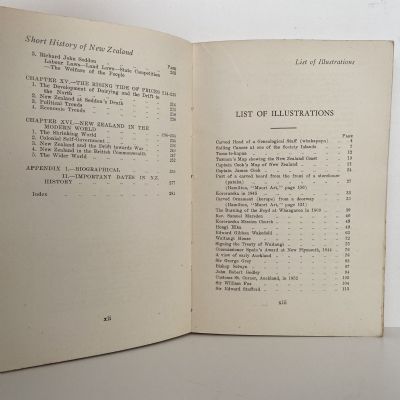 Short History of New Zealand
Page
3. Richard John Seddon
Labour Laws—Land Laws—State Competition
—The Welfare of the People
CHAPTER XV.—THE RISING TIDE OF PRICES
1. The Development of Dairying and the Drift to
the North
2. New Zealand at Seddon's Death
3. Political Trends
4. Economic Trends
CHAPTER XVI.—NEW ZEALAND IN THE
MODERN WORLD
1. The Shrinking World
2. Colonial Self-Government
3. New Zealand and the Drift towards War
4. New Zealand in the British Commonwealth
5. The Wider World
APPENDIX I.—BIOGRAPHICAL
II.—IMPORTANT DATES IN N.Z.
HISTORY 277
Index 281
xii
List of Illustrations
LIST OF ILLUSTRATIONS
Page
Carved Head of a Genealogical Staff
Sailing Canoes at one of the Society Islands
Tasman's Map showing the New Zealand Coast
Captain Cook's Map of New Zealand
Captain James Cook
Part of a carved board from the front of a storehouse
(pataka)
(Hamilton, "Maori Art," page 150)
Kororareka in 1845
Carved Ornament from a doorway
(Hamilton, "Maori Art," page 131)
The Burning of the Boyd at Whangaroa in 1809
Rev. Samuel Marsden
Kororareka Mission Church
Hongi Hika
Edward Gibbon Wakefield
Waitangi House
Signing the Treaty of Waitangi
Commissioner Spain's Award at New Plymouth, 1844
A view of early Auckland
Sir George Grey
Bishop Selwyn
John Robert Godley
Customs St. Corner, Auckland, in 1852
Sir William Fox
Sir Edward Stafford
xiii